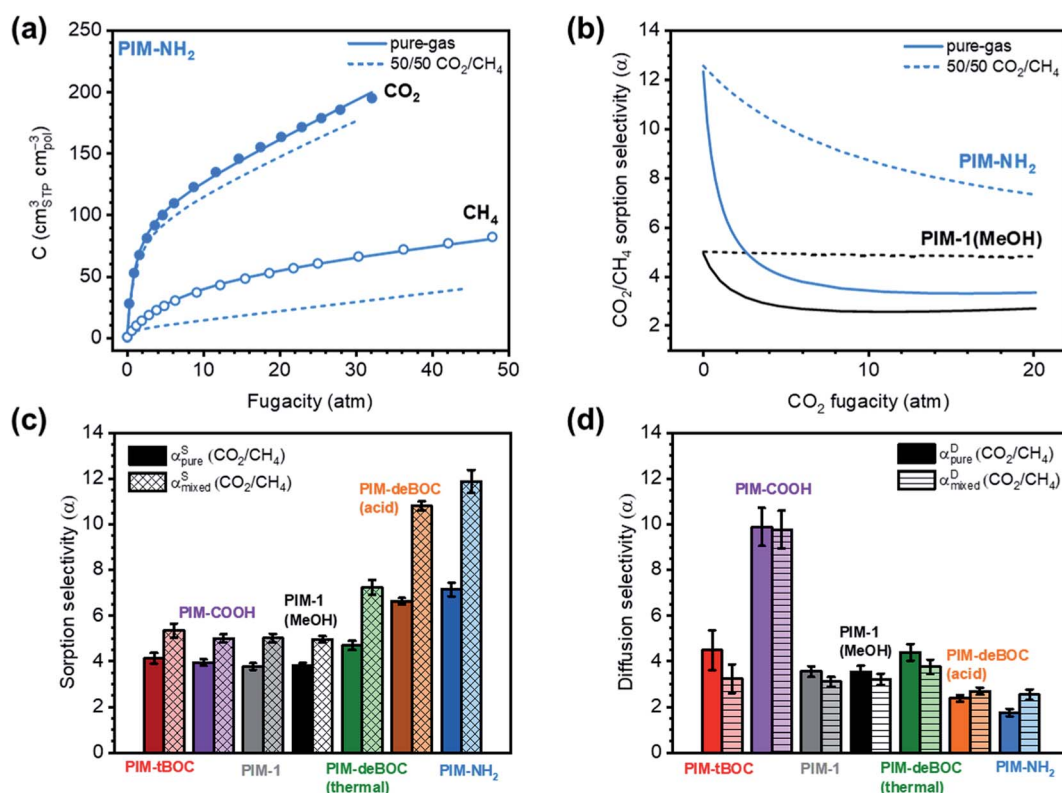 (a)
PIM-NH₂
pure-gas
50/50 CO₂/CH₄
CO₂
CH₄
250
200
150
100
50
0
C (cm³STP cm⁻³pol)
0 10 20 30 40 50
Fugacity (atm)
(b)
pure-gas
50/50 CO₂/CH₄
PIM-NH₂
PIM-1(MeOH)
14
12
10
8
6
4
2
CO₂/CH₄ sorption selectivity (α)
0 10 20
CO₂ fugacity (atm)
(c)
αˢpure (CO₂/CH₄)
αˢmixed (CO₂/CH₄)
PIM-deBOC
(acid)
PIM-COOH
PIM-1
(MeOH)
14
12
10
8
6
4
2
0
Sorption selectivity (α)
PIM-tBOC
PIM-1
PIM-deBOC
(thermal)
PIM-NH₂
(d)
αᴰpure (CO₂/CH₄)
αᴰmixed (CO₂/CH₄)
PIM-COOH
PIM-1
(MeOH)
PIM-deBOC
(acid)
14
12
10
8
6
4
2
0
Diffusion selectivity (α)
PIM-tBOC
PIM-1
PIM-deBOC
(thermal)
PIM-NH₂